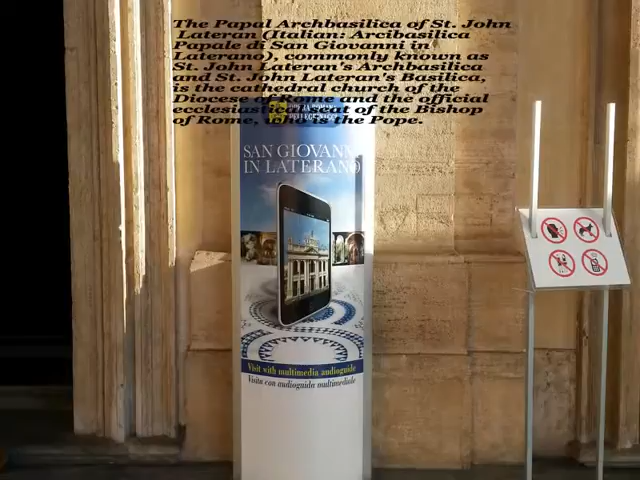 The Papal Archbasilica of St. John
Lateran (Italian: Arcibasilica
Papale di San Giovanni in
Laterano), commonly known as
St. John Lateran's Archbasilica
and St. John Lateran's Basilica,
is the cathedral church of the
Diocese of Rome and the official
ecclesiastical seat of the Bishop
of Rome, who is the Pope.
SAN GIOVANNI
IN LATERANO
Visit with multimedia audioguide
Visita con audioguida multimediale